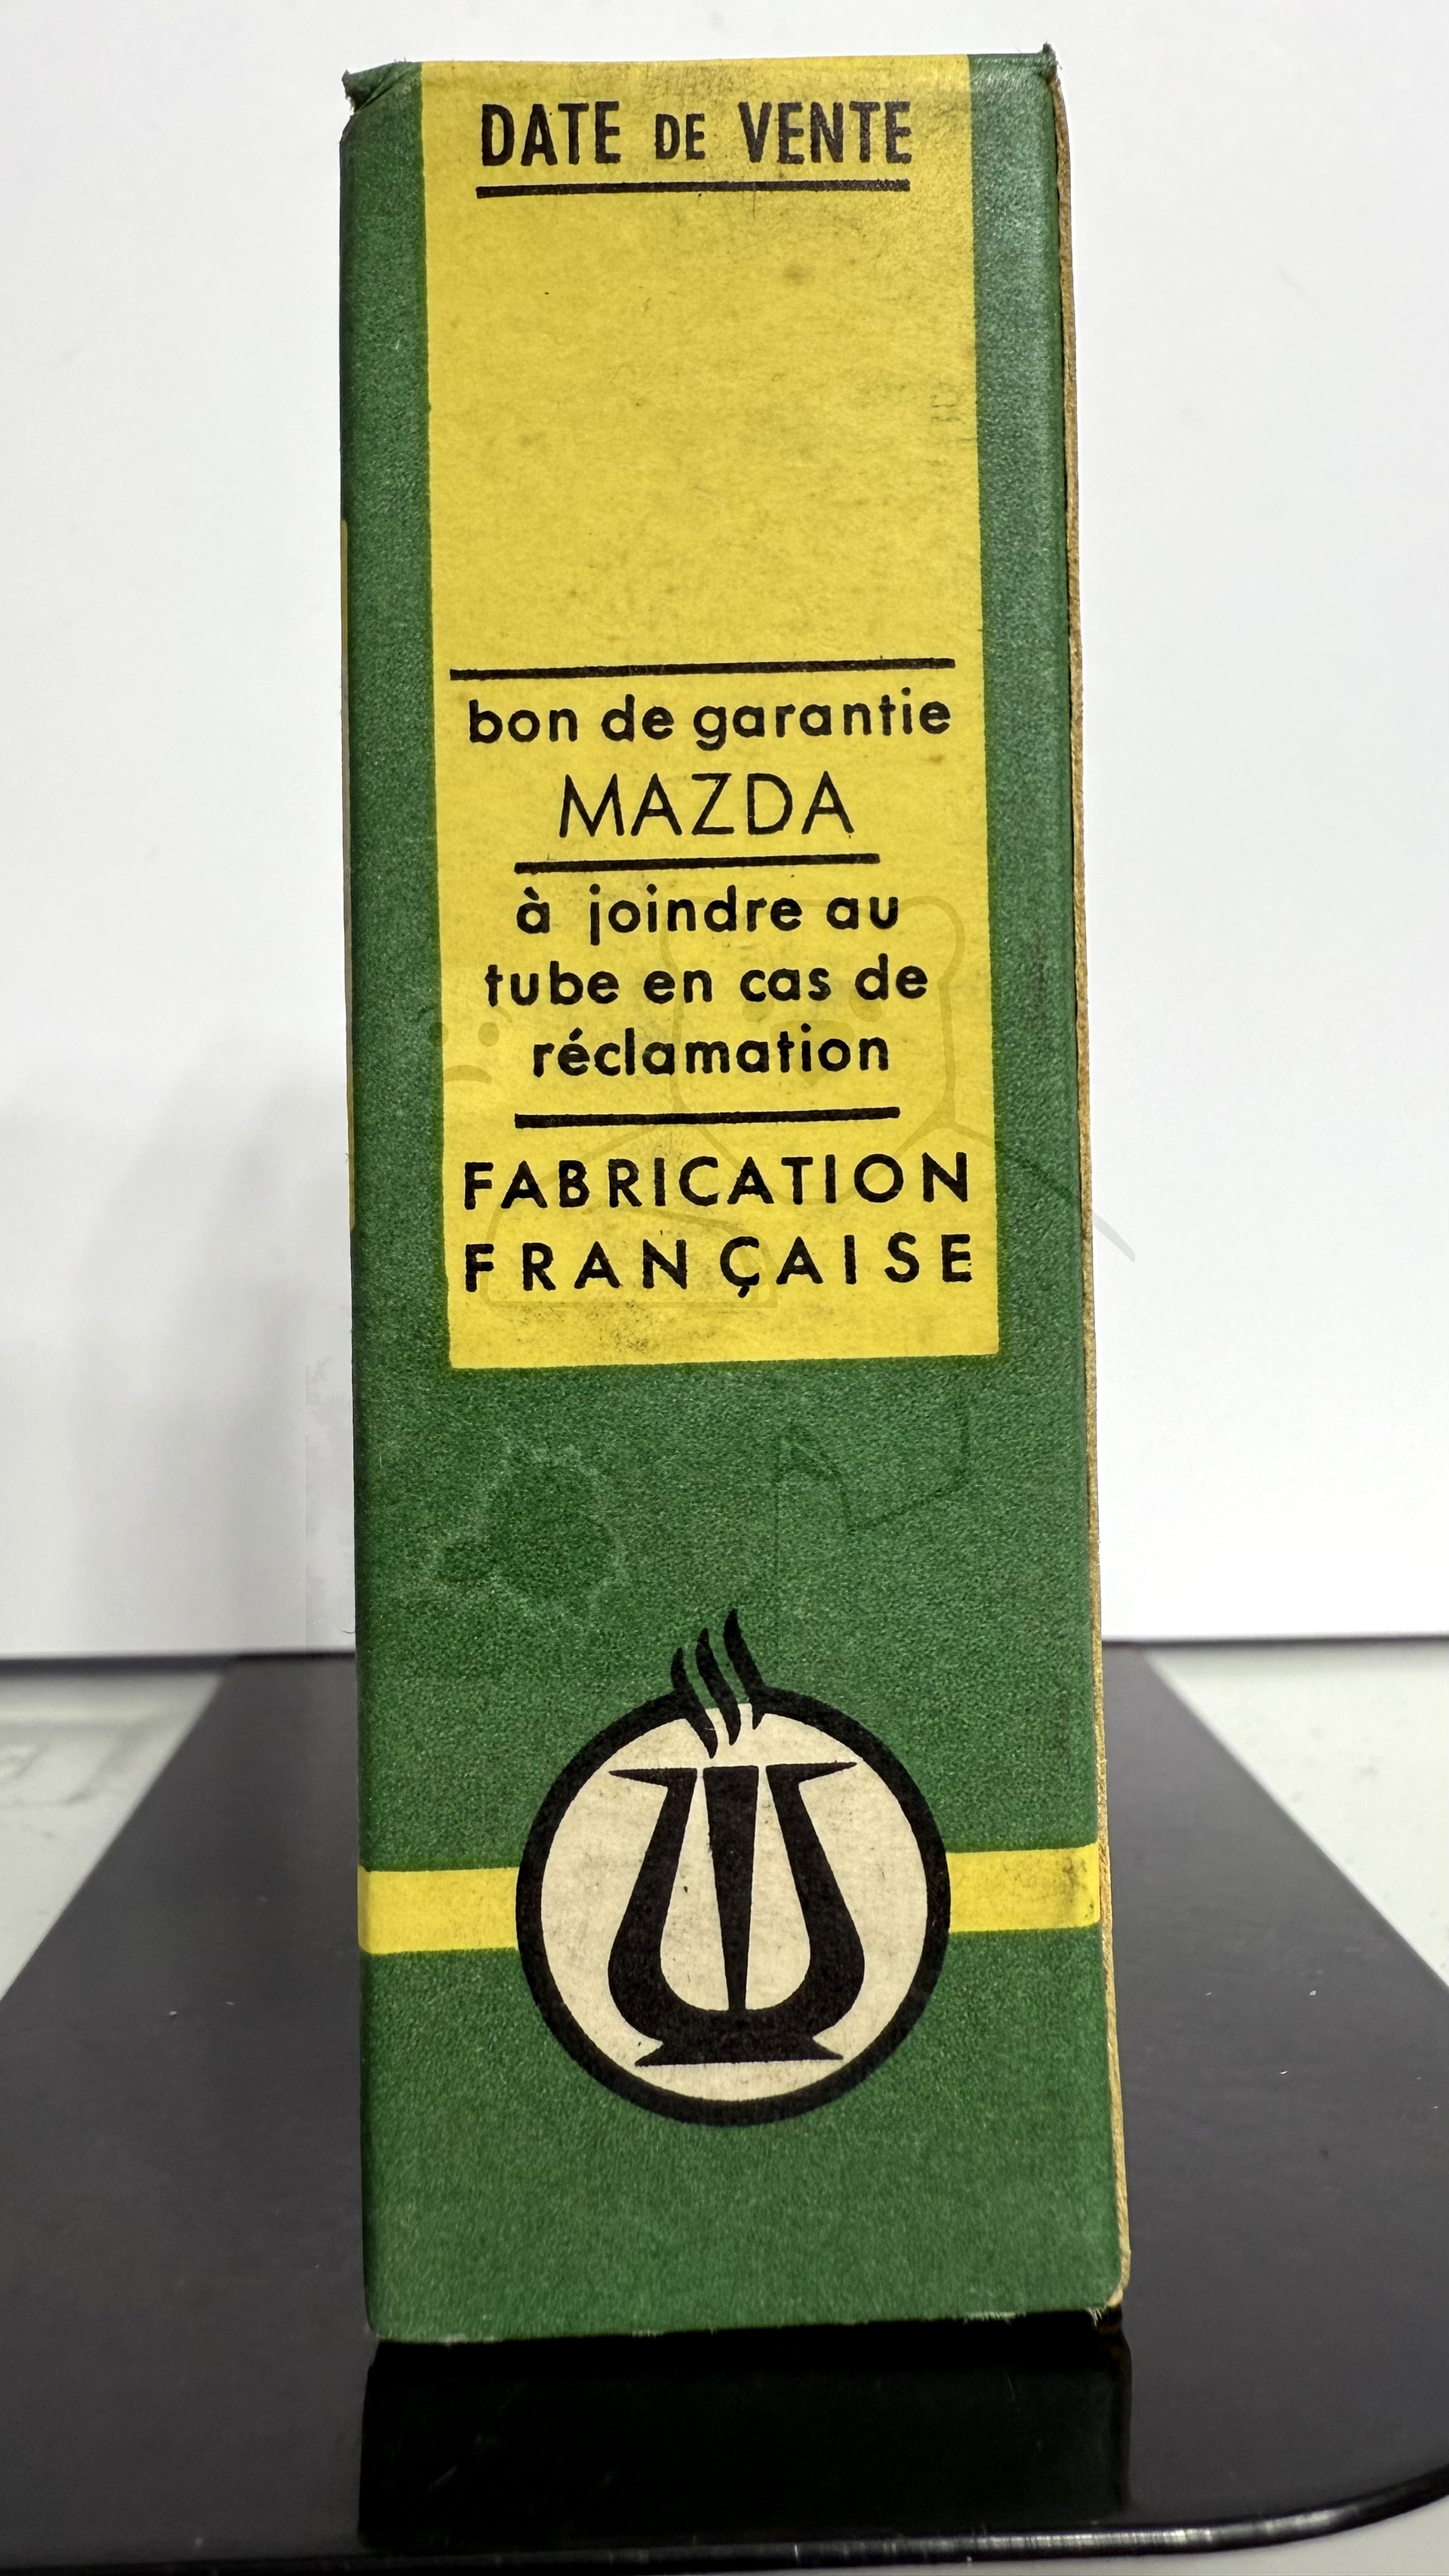 DATE DE VENTE
bon de garantie
MAZDA
à joindre au
tube en cas de
réclamation
FABRICATION
FRANÇAISE